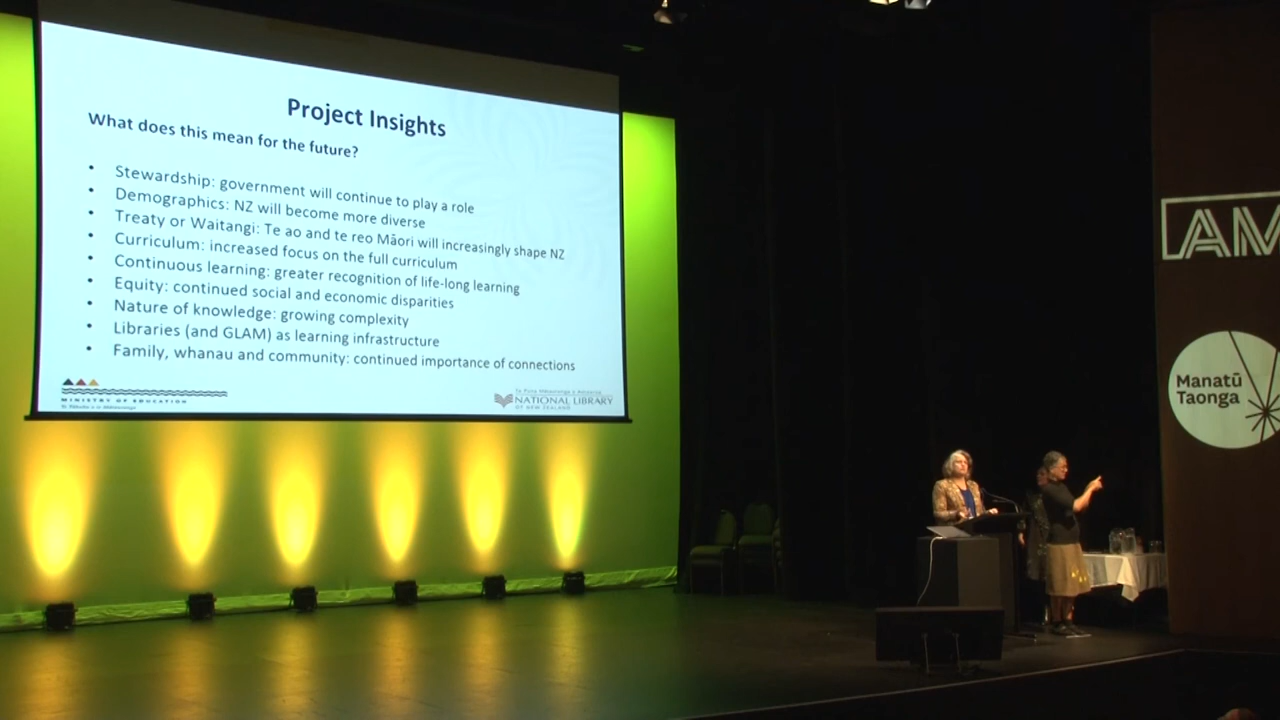 Project Insights
What does this mean for the future?
• Stewardship: government will continue to play a role
• Demographics: NZ will become more diverse
• Treaty or Waitangi: Te ao and te reo Māori will increasingly shape NZ
• Curriculum: increased focus on the full curriculum
• Continuous learning: greater recognition of life-long learning
• Equity: continued social and economic disparities
• Nature of knowledge: growing complexity
• Libraries (and GLAM) as learning infrastructure
• Family, whanau and community: continued importance of connections
MINISTRY OF EDUCATION
NATIONAL LIBRARY
OF NEW ZEALAND
AM
Manatū
Taonga